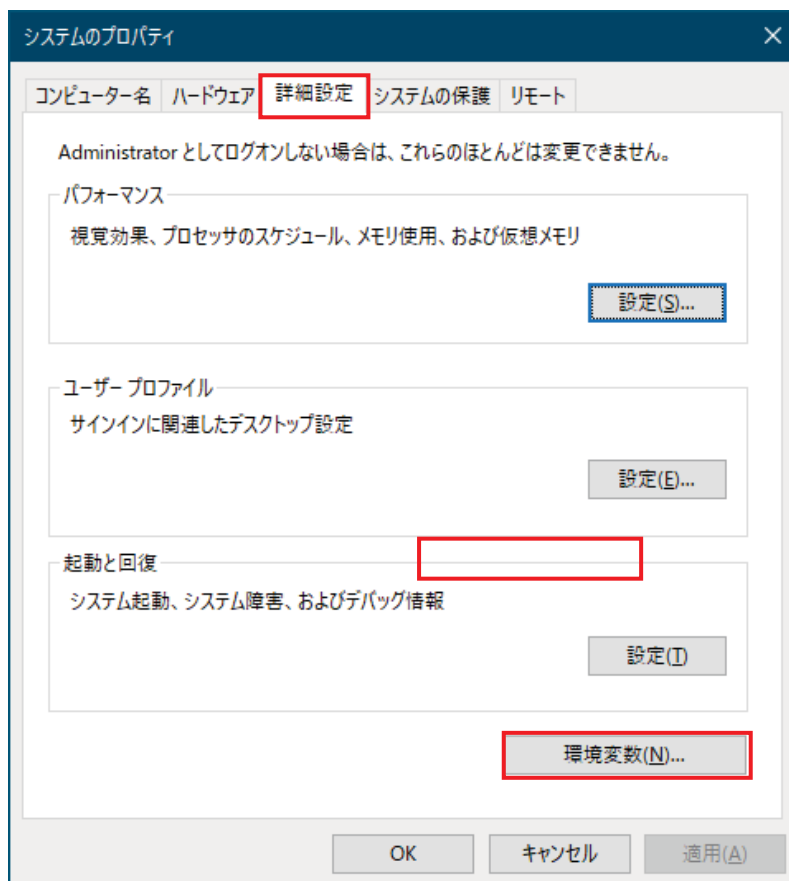 システムのプロパティ
コンピューター名 ハードウェア 詳細設定 システムの保護 リモート
Administrator としてログオンしない場合は、これらのほとんどは変更できません。
パフォーマンス
視覚効果、プロセッサのスケジュール、メモリ使用、および仮想メモリ
設定(S)...
ユーザー プロファイル
サインインに関連したデスクトップ設定
設定(E)...
起動と回復
システム起動、システム障害、およびデバッグ情報
設定(T)
環境変数(N)...
OK キャンセル 適用(A)